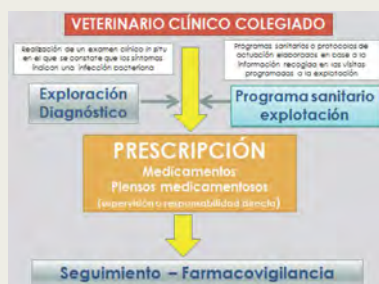 VETERINARIO CLÍNICO COLEGIADO
Realización de un examen clínico in situ
en el que se constate que los síntomas
indican una infección bacteriana
Programas sanitarios o protocolos de
actuación elaborados en base a la
información recogida en las visitas
programadas a la explotación
Exploración
Diagnóstico
Programa sanitario
explotación
PRESCRIPCIÓN
Medicamentos
Piensos medicamentosos
(supervisión o responsabilidad directa)
Seguimiento – Farmacovigilancia